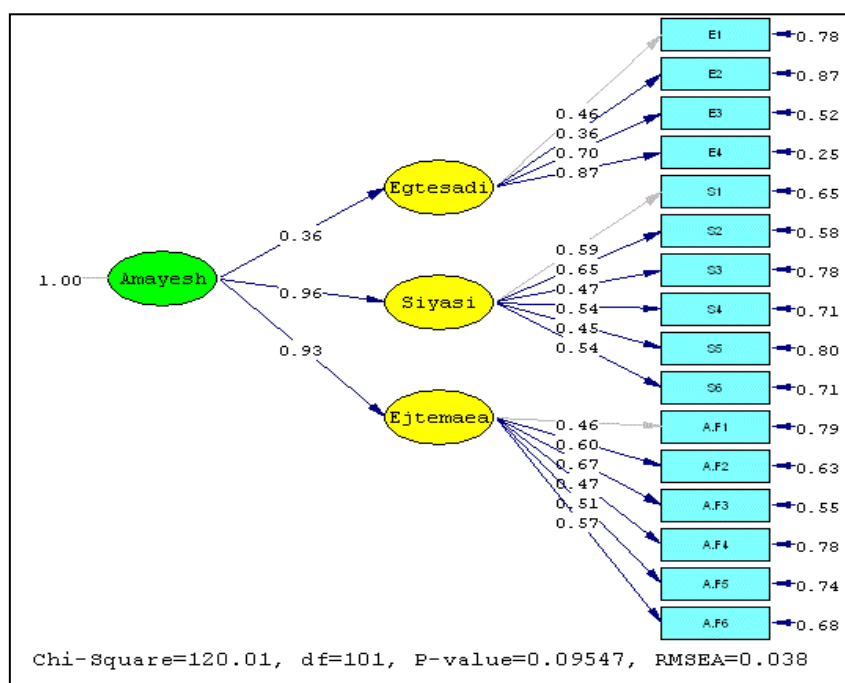 E1
0.78
E2
0.87
E3
0.52
E4
0.25
S1
0.65
S2
0.58
S3
0.78
S4
0.71
S5
0.80
S6
0.71
A.F1
0.79
A.F2
0.63
A.F3
0.55
A.F4
0.78
A.F5
0.74
A.F6
0.68
0.46
0.36
0.70
0.87
0.59
0.65
0.47
0.54
0.45
0.54
0.46
0.60
0.67
0.47
0.51
0.57
Egtesadi
Siyasi
Ejtemaea
0.36
0.96
0.93
1.00
Amayesh
Chi-Square=120.01, df=101, P-value=0.09547, RMSEA=0.038